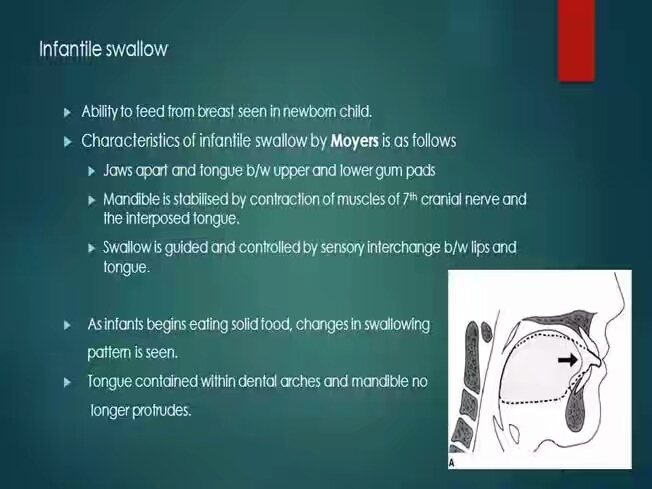 Infantile swallow
Ability to feed from breast seen in newborn child.
Characteristics of infantile swallow by Moyers is as follows
Jaws apart and tongue b/w upper and lower gum pads
Mandible is stabilised by contraction of muscles of 7th cranial nerve and
the interposed tongue.
Swallow is guided and controlled by sensory interchange b/w lips and
tongue.
As infants begins eating solid food, changes in swallowing
pattern is seen.
Tongue contained within dental arches and mandible no
longer protrudes.
A